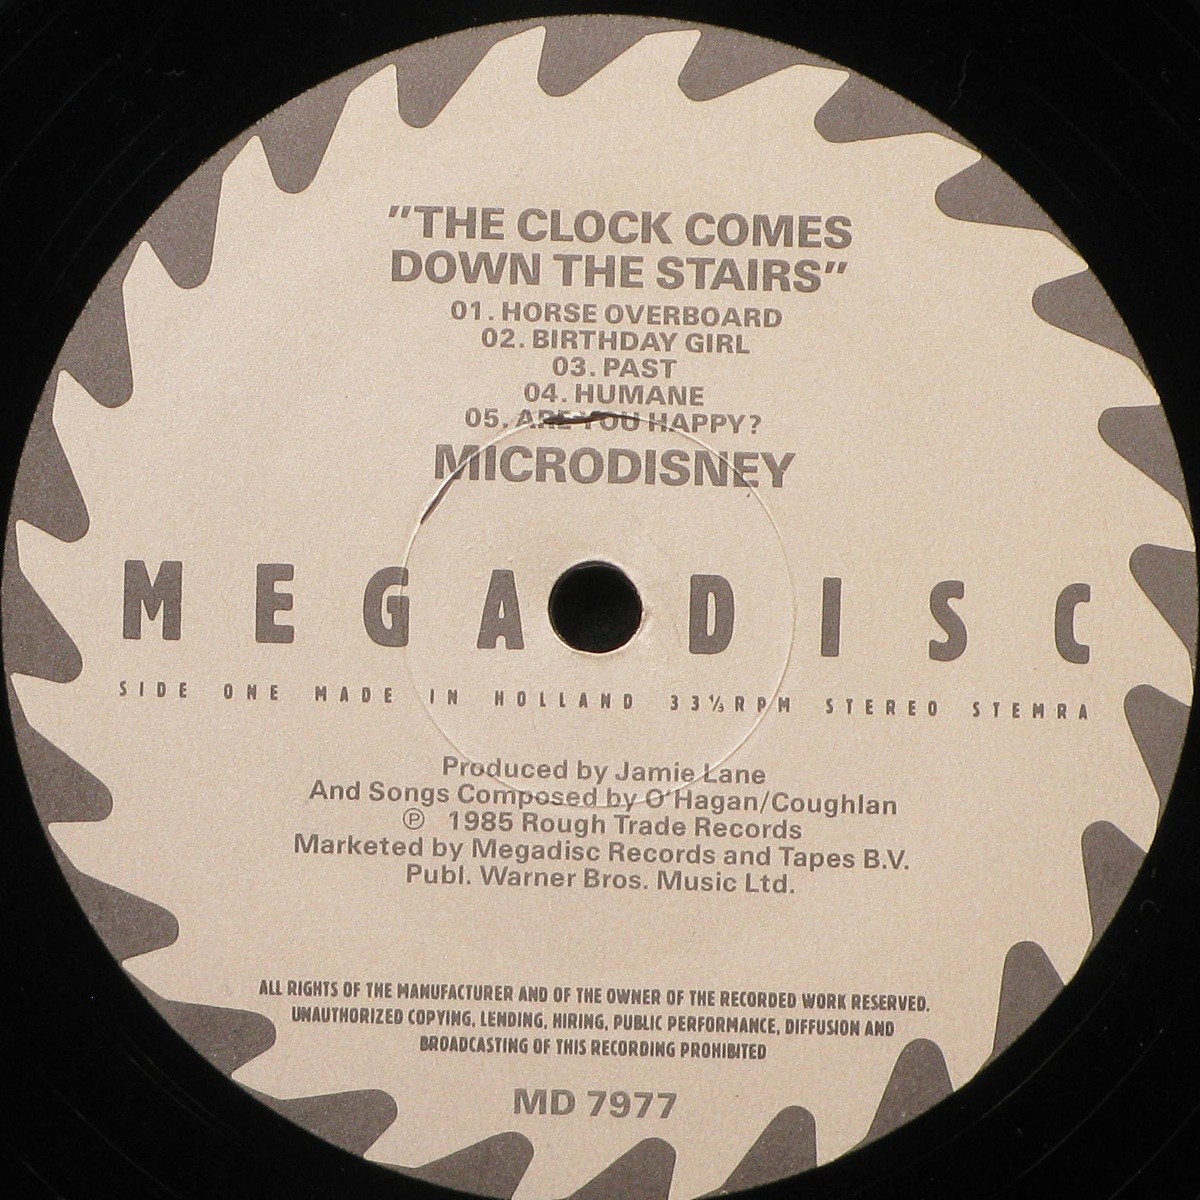 "THE CLOCK COMES
DOWN THE STAIRS"
01. HORSE OVERBOARD
02. BIRTHDAY GIRL
03. PAST
04. HUMANE
05. ARE YOU HAPPY?
MICRODISNEY
MEGADISC
SIDE ONE MADE IN HOLLAND 33⅓RPM STEREO STEMRA
Produced by Jamie Lane
And Songs Composed by O'Hagan/Coughlan
℗ 1985 Rough Trade Records
Marketed by Megadisc Records and Tapes B.V.
Publ. Warner Bros. Music Ltd.
ALL RIGHTS OF THE MANUFACTURER AND OF THE OWNER OF THE RECORDED WORK RESERVED.
UNAUTHORIZED COPYING, LENDING, HIRING, PUBLIC PERFORMANCE, DIFFUSION AND
BROADCASTING OF THIS RECORDING PROHIBITED
MD 7977